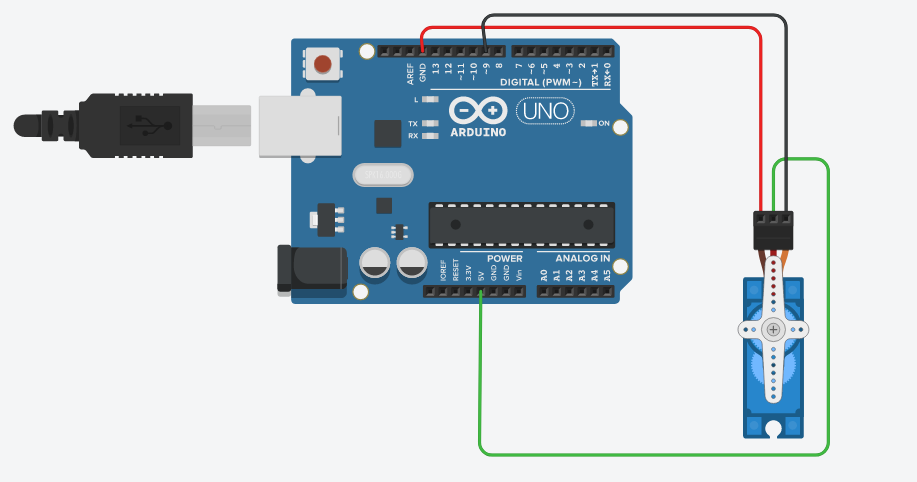 AREF
GND
13
12
~11
~10
~9
8
7
~6
~5
4
~3
2
TX→1
RX←0
DIGITAL (PWM~)
L
TX
RX
ARDUINO
UNO
ON
POWER
ANALOG IN
IOREF
RESET
3.3V
5V
GND
GND
Vin
A0
A1
A2
A3
A4
A5